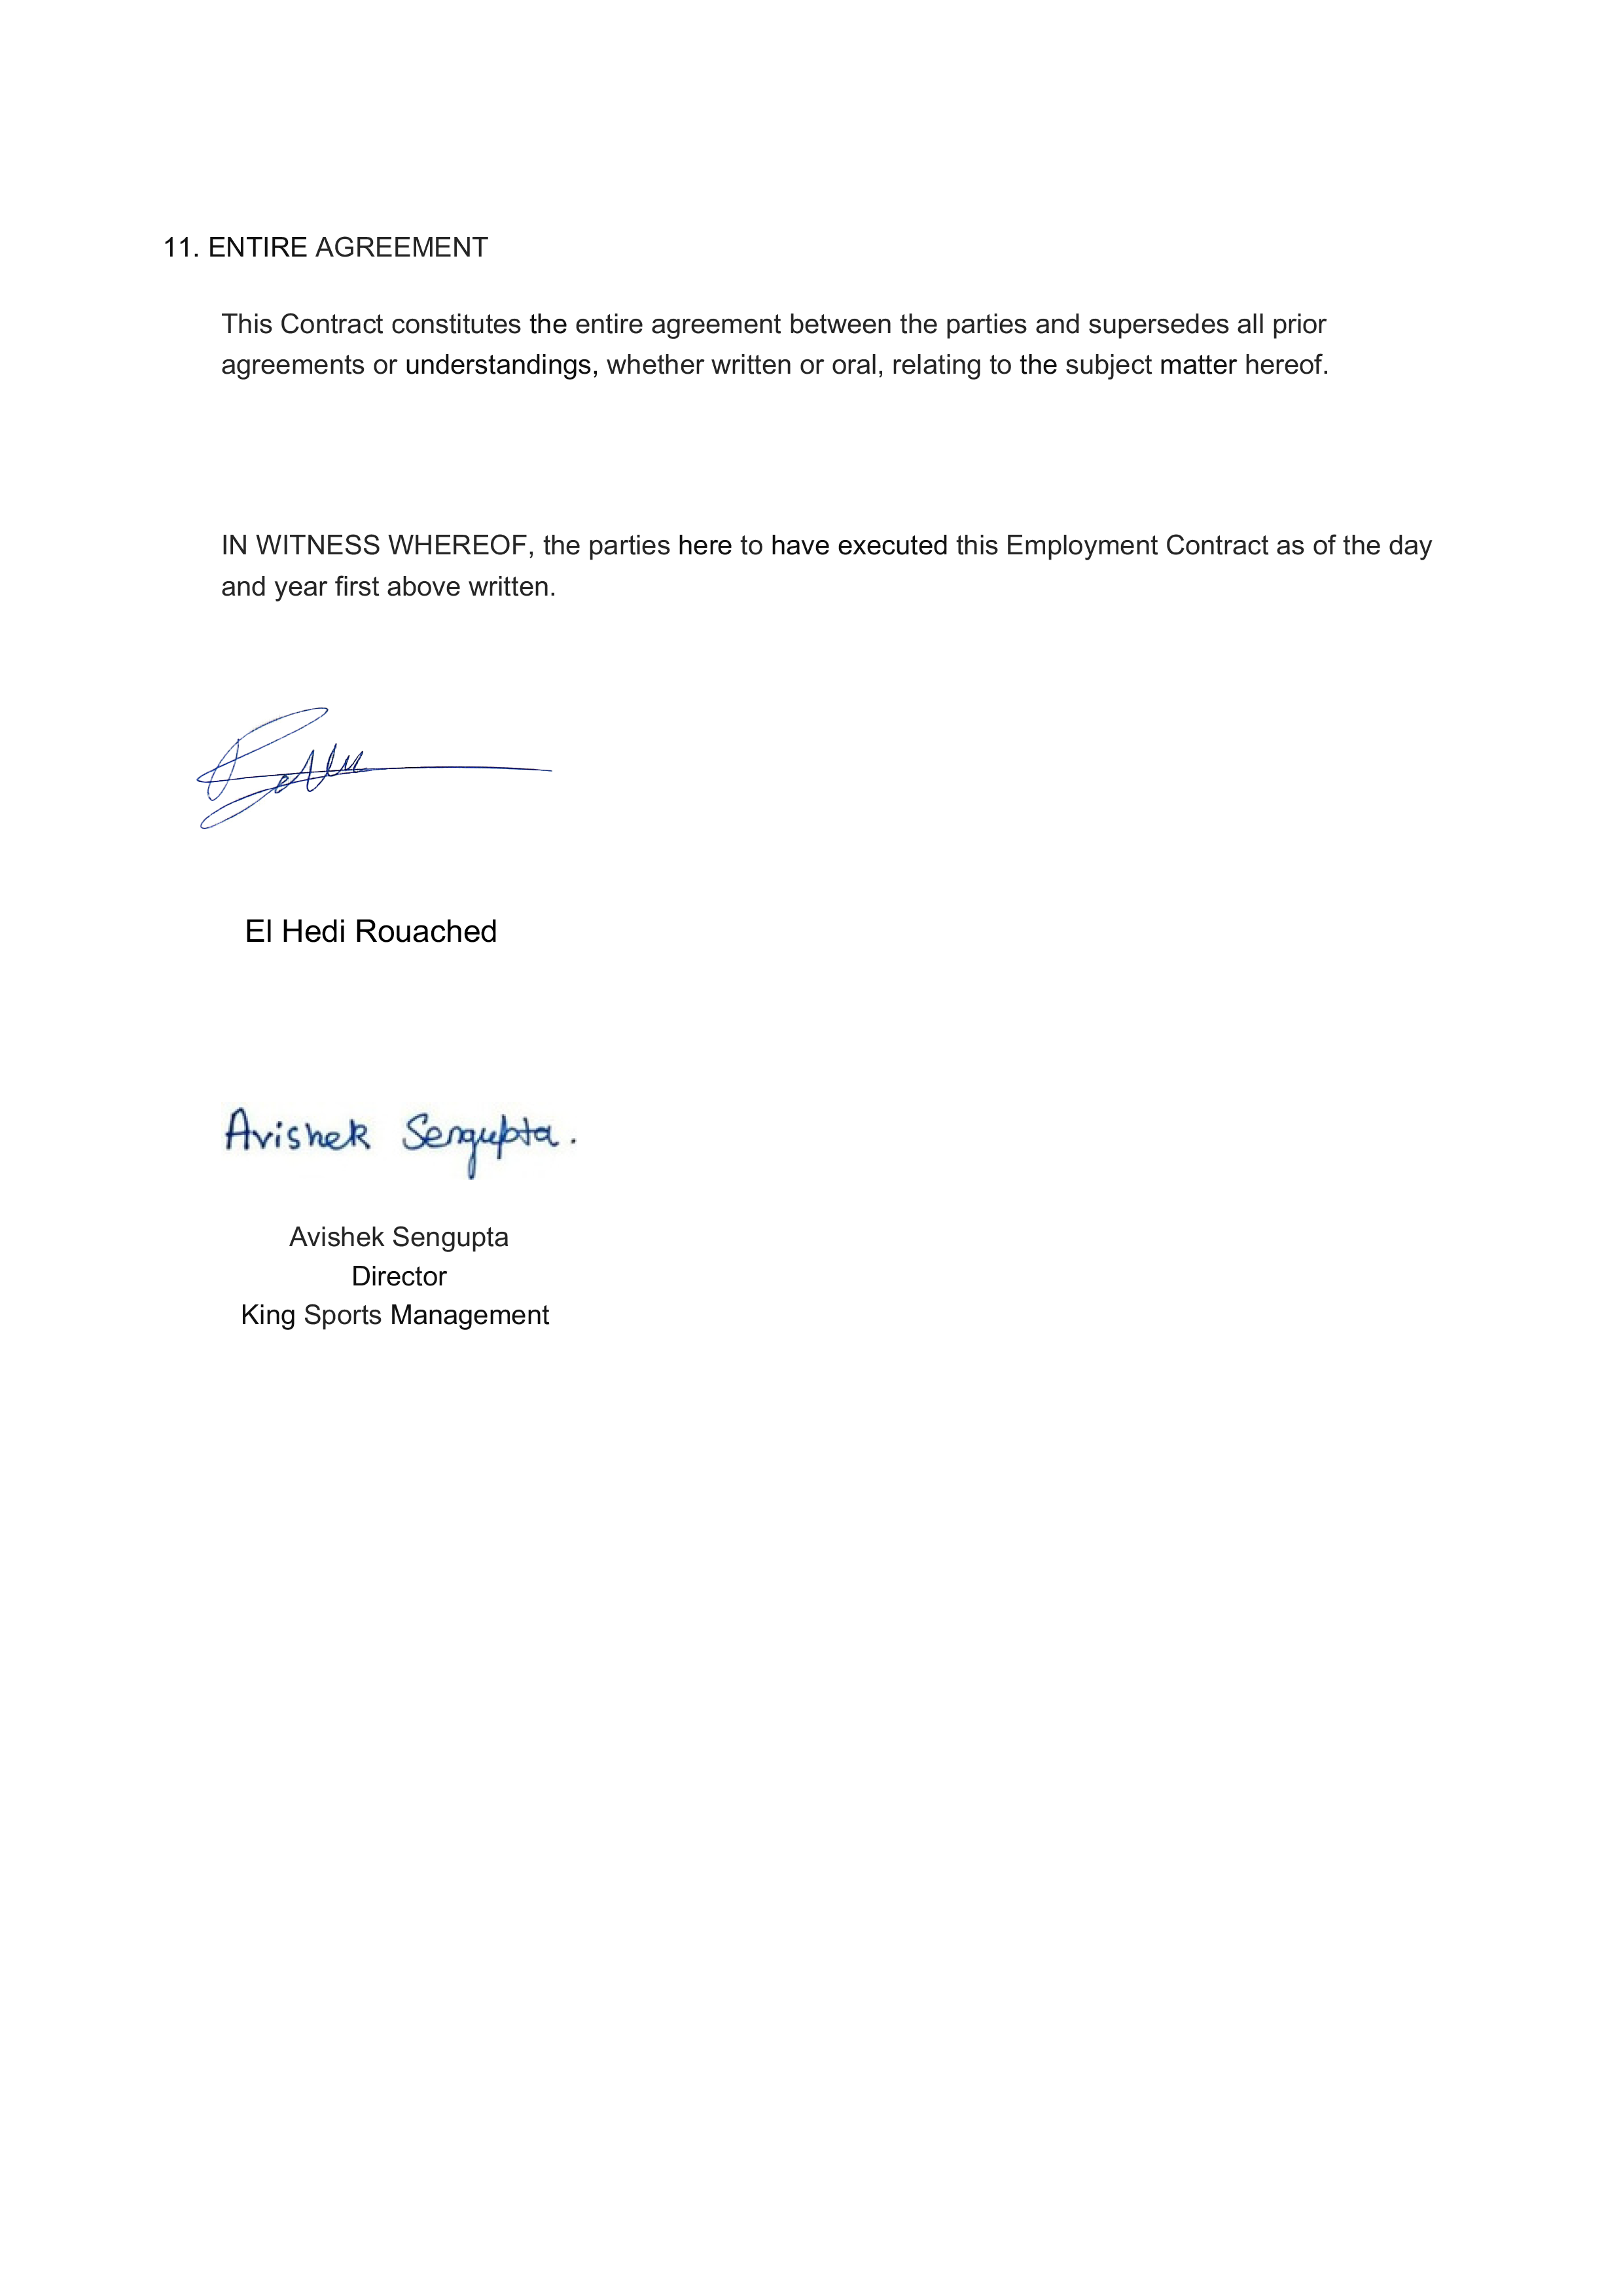 11. ENTIRE AGREEMENT
This Contract constitutes the entire agreement between the parties and supersedes all prior
agreements or understandings, whether written or oral, relating to the subject matter hereof.
IN WITNESS WHEREOF, the parties here to have executed this Employment Contract as of the day
and year first above written.
El Hedi Rouached
Avishek Sengupta.
Avishek Sengupta
Director
King Sports Management